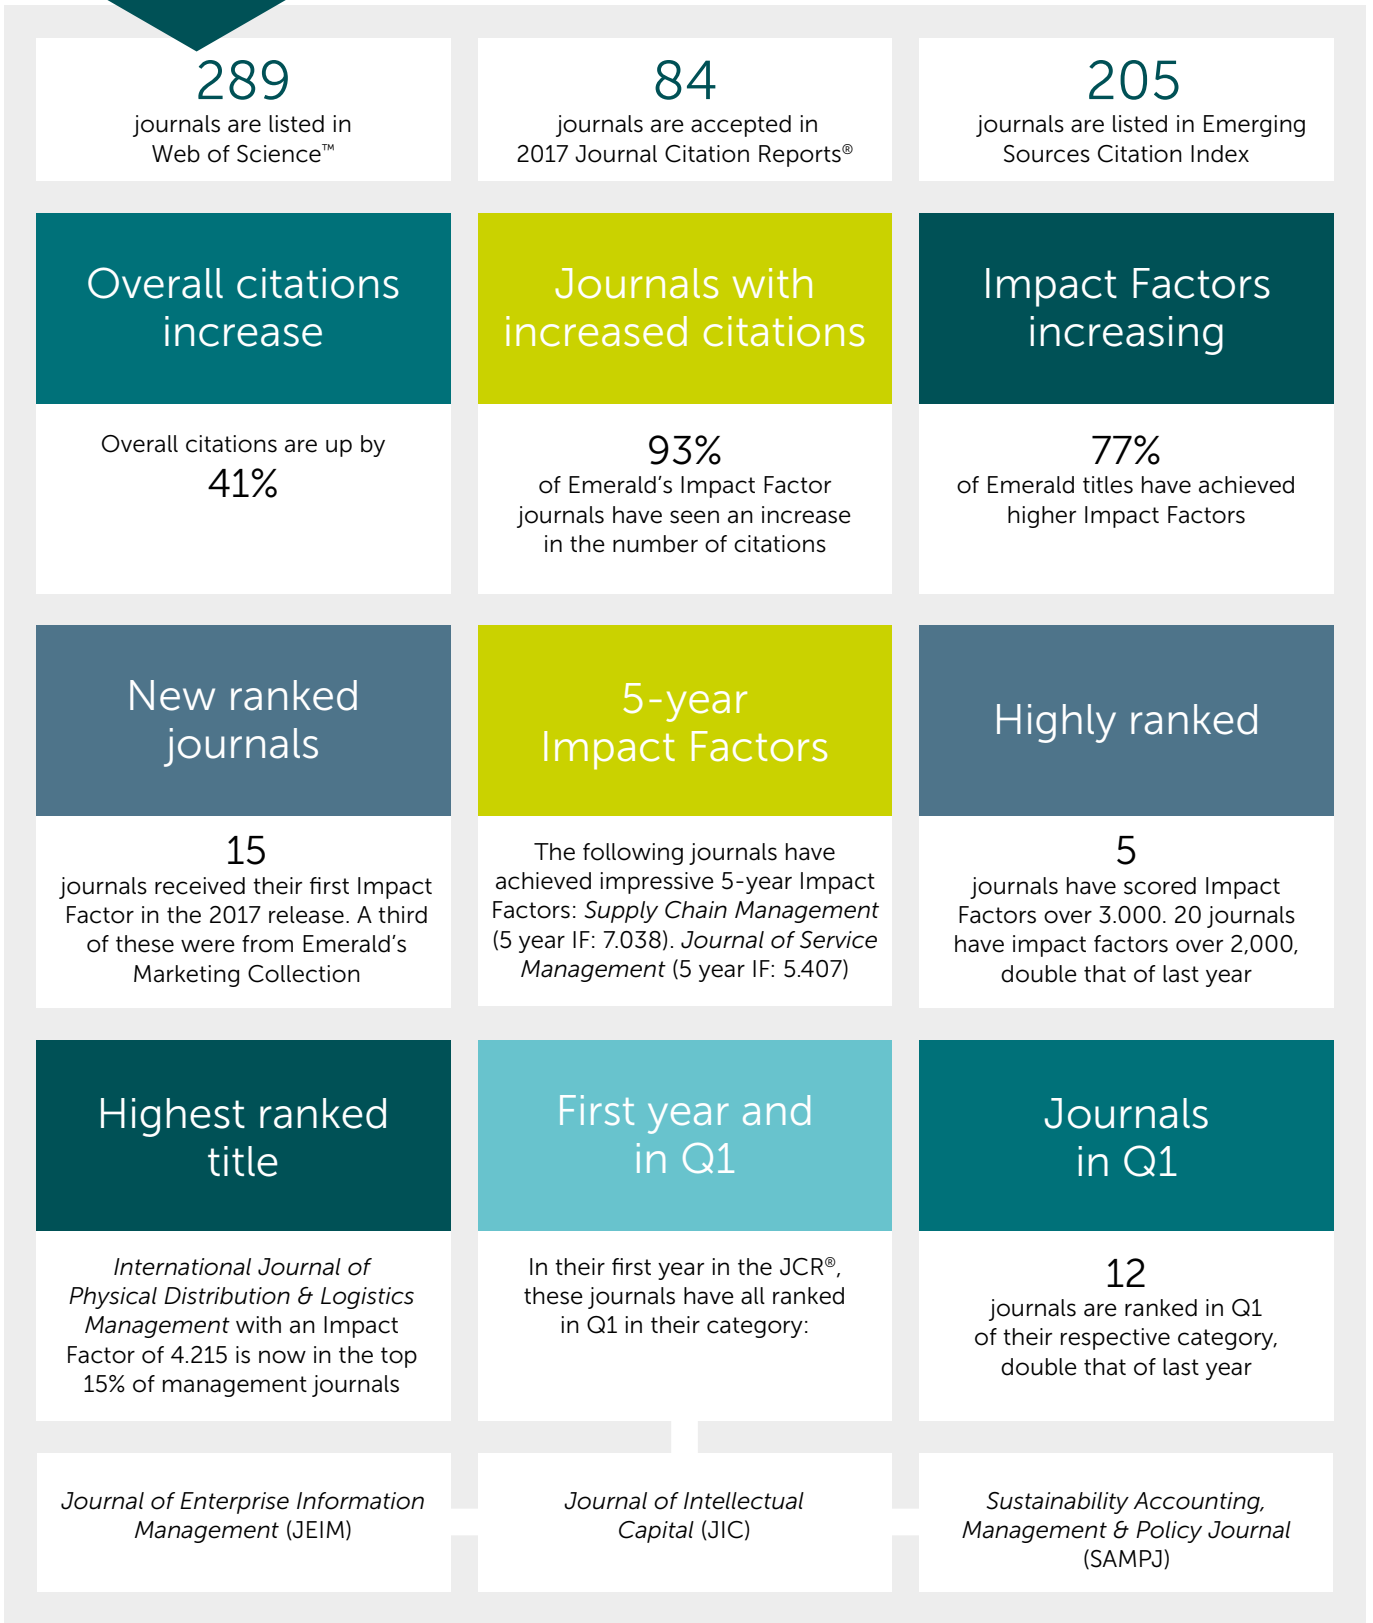 289
journals are listed in
Web of Science™
84
journals are accepted in
2017 Journal Citation Reports®
205
journals are listed in Emerging
Sources Citation Index
Overall citations
increase
Overall citations are up by
41%
Journals with
increased citations
93%
of Emerald’s Impact Factor
journals have seen an increase
in the number of citations
Impact Factors
increasing
77%
of Emerald titles have achieved
higher Impact Factors
New ranked
journals
15
journals received their first Impact
Factor in the 2017 release. A third
of these were from Emerald’s
Marketing Collection
5-year
Impact Factors
The following journals have
achieved impressive 5-year Impact
Factors: Supply Chain Management
(5 year IF: 7.038). Journal of Service
Management (5 year IF: 5.407)
Highly ranked
5
journals have scored Impact
Factors over 3.000. 20 journals
have impact factors over 2,000,
double that of last year
Highest ranked
title
International Journal of
Physical Distribution & Logistics
Management with an Impact
Factor of 4.215 is now in the top
15% of management journals
First year and
in Q1
In their first year in the JCR®,
these journals have all ranked
in Q1 in their category:
Journals
in Q1
12
journals are ranked in Q1
of their respective category,
double that of last year
Journal of Enterprise Information
Management (JEIM)
Journal of Intellectual
Capital (JIC)
Sustainability Accounting,
Management & Policy Journal
(SAMPJ)